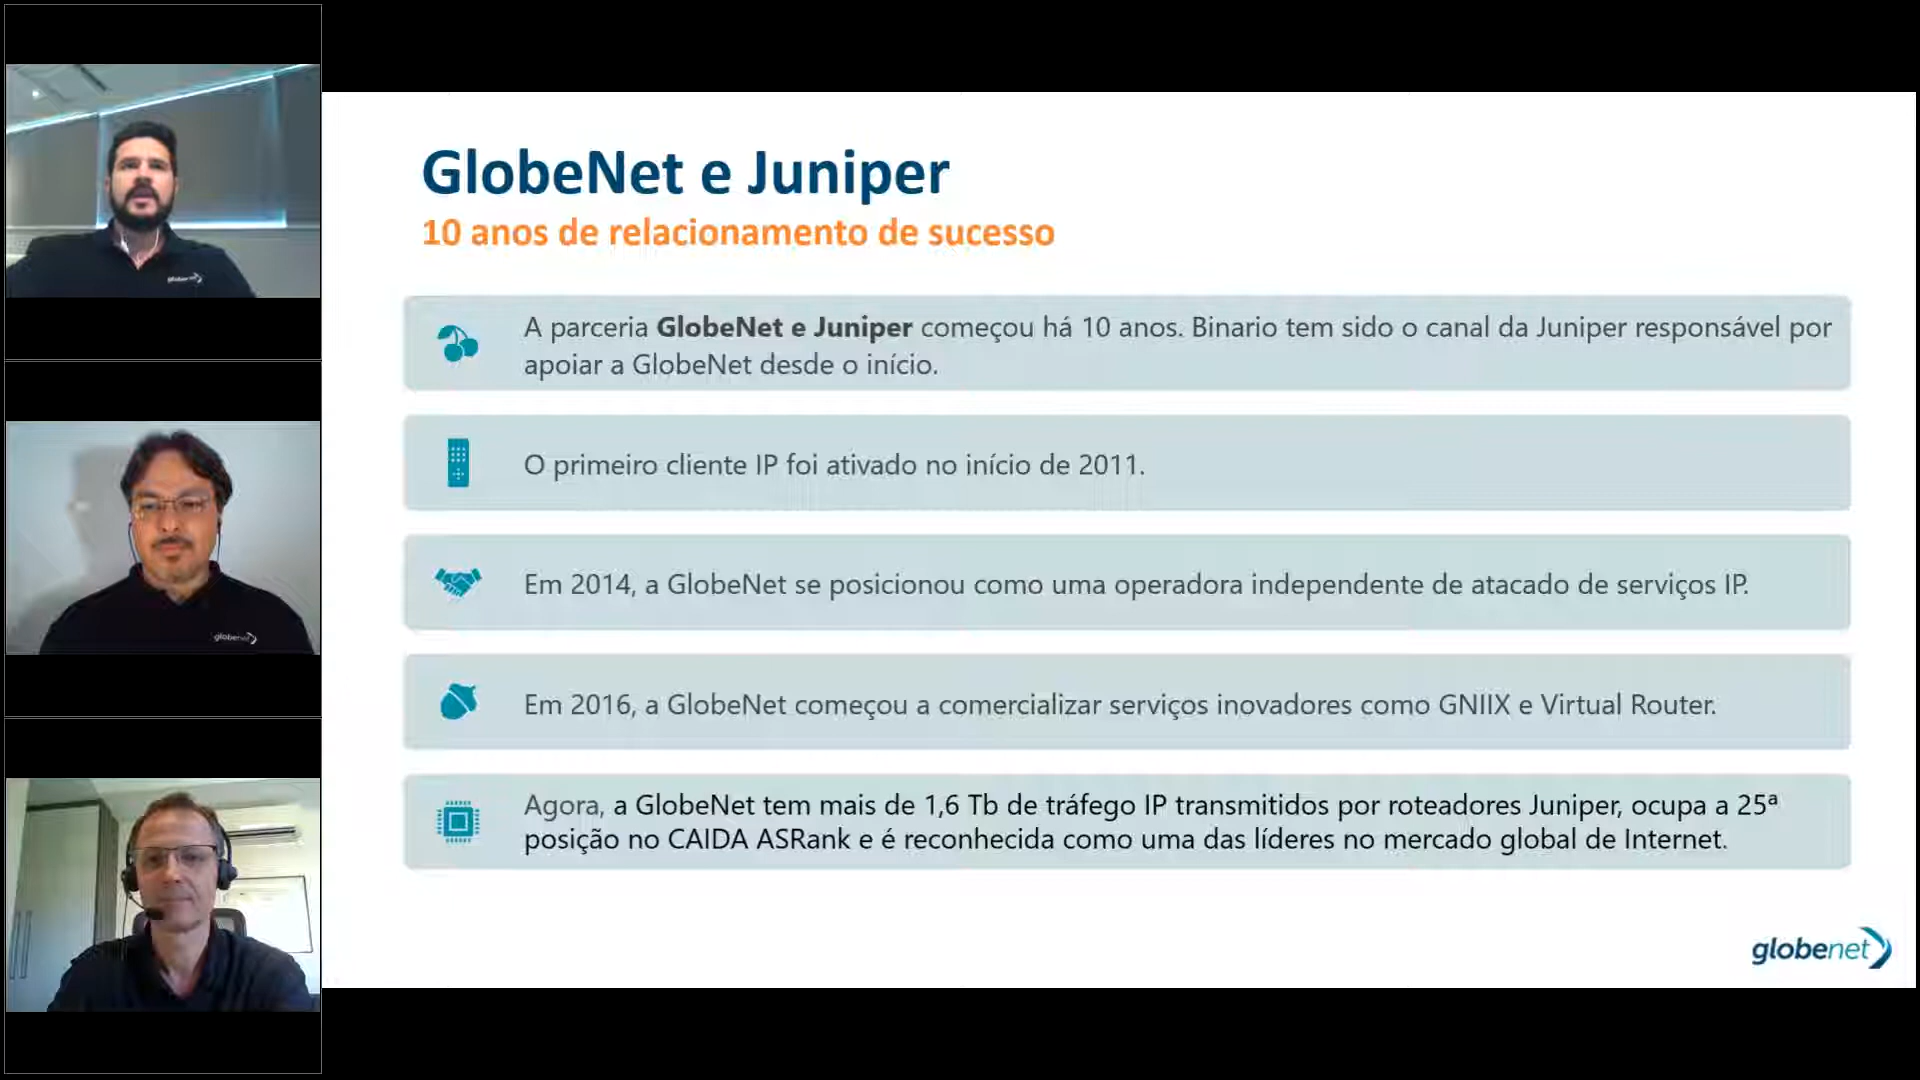 GlobeNet e Juniper
10 anos de relacionamento de sucesso
A parceria GlobeNet e Juniper começou há 10 anos. Binario tem sido o canal da Juniper responsável por
apoiar a GlobeNet desde o início.
O primeiro cliente IP foi ativado no início de 2011.
Em 2014, a GlobeNet se posicionou como uma operadora independente de atacado de serviços IP.
Em 2016, a GlobeNet começou a comercializar serviços inovadores como GNIIX e Virtual Router.
Agora, a GlobeNet tem mais de 1,6 Tb de tráfego IP transmitidos por roteadores Juniper, ocupa a 25ª
posição no CAIDA ASRank e é reconhecida como uma das líderes no mercado global de Internet.
globenet
globenet
globenet